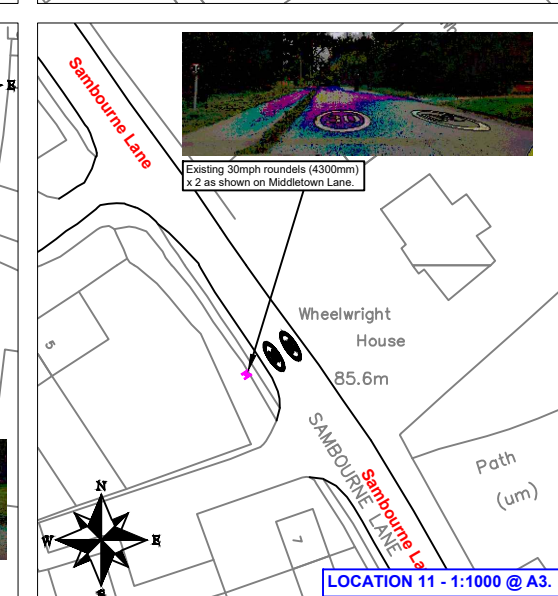 Sambourne Lane
Existing 30mph roundels (4300mm)
x 2 as shown on Middletown Lane.
Wheelwright
House
85.6m
5
SAMBOURNE LANE
Sambourne La
Path
(um)
7
N
W
E
E
LOCATION 11 - 1:1000 @ A3.